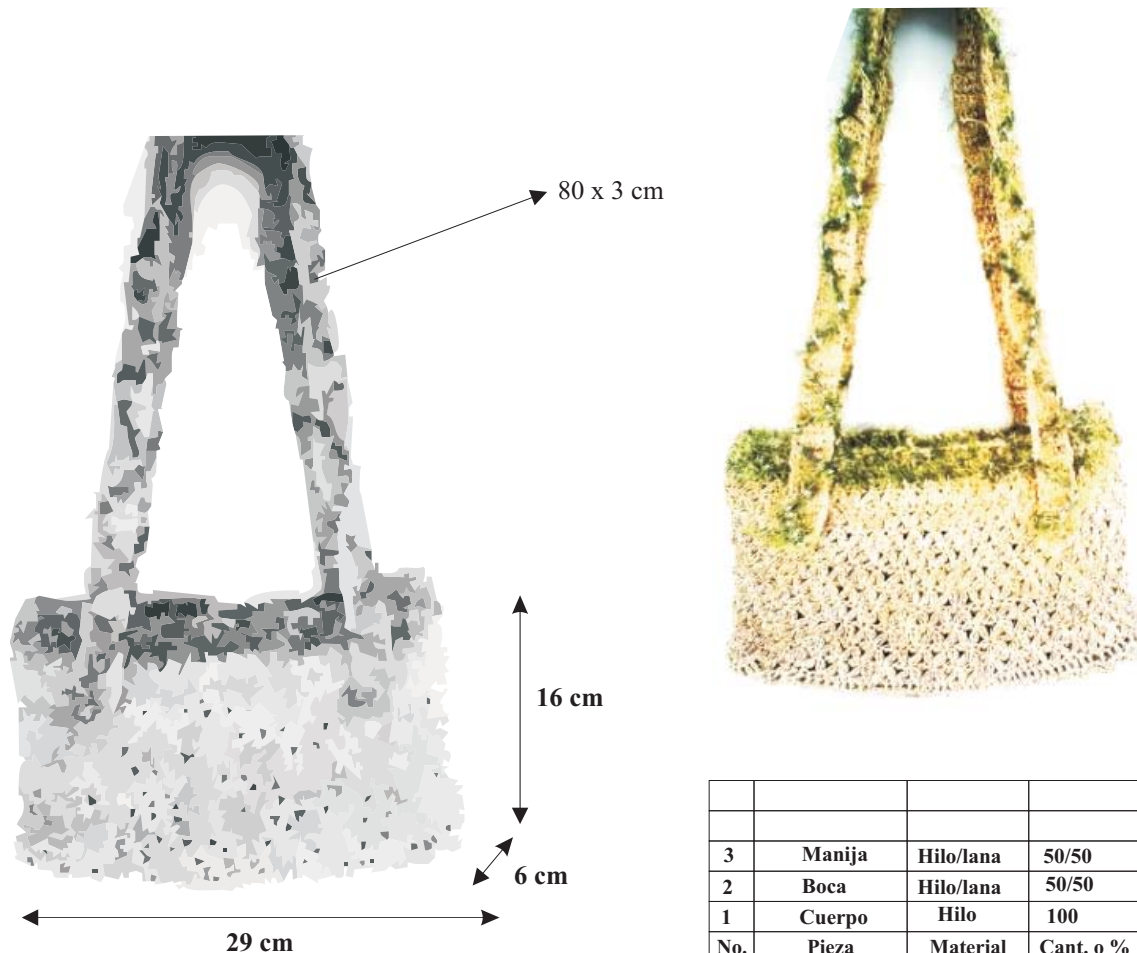 80 x 3 cm
16 cm
6 cm
29 cm
3 Manija Hilo/lana 50/50
2 Boca Hilo/lana 50/50
1 Cuerpo Hilo 100
No. Pieza Material Cant. o %